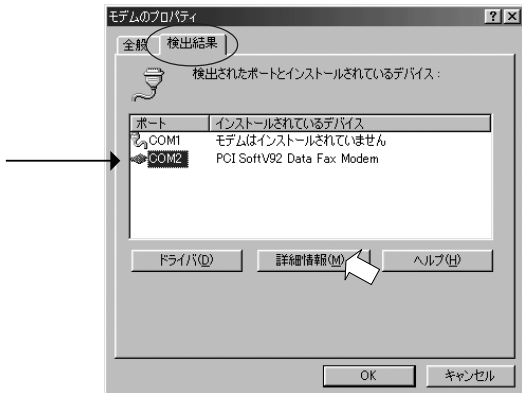 モデムのプロパティ
全般 検出結果
検出されたポートとインストールされているデバイス:
ポート インストールされているデバイス
COM1 モデムはインストールされていません
COM2 PCI SoftV92 Data Fax Modem
ドライバ(D) 詳細情報(M) ヘルプ(H)
OK キャンセル